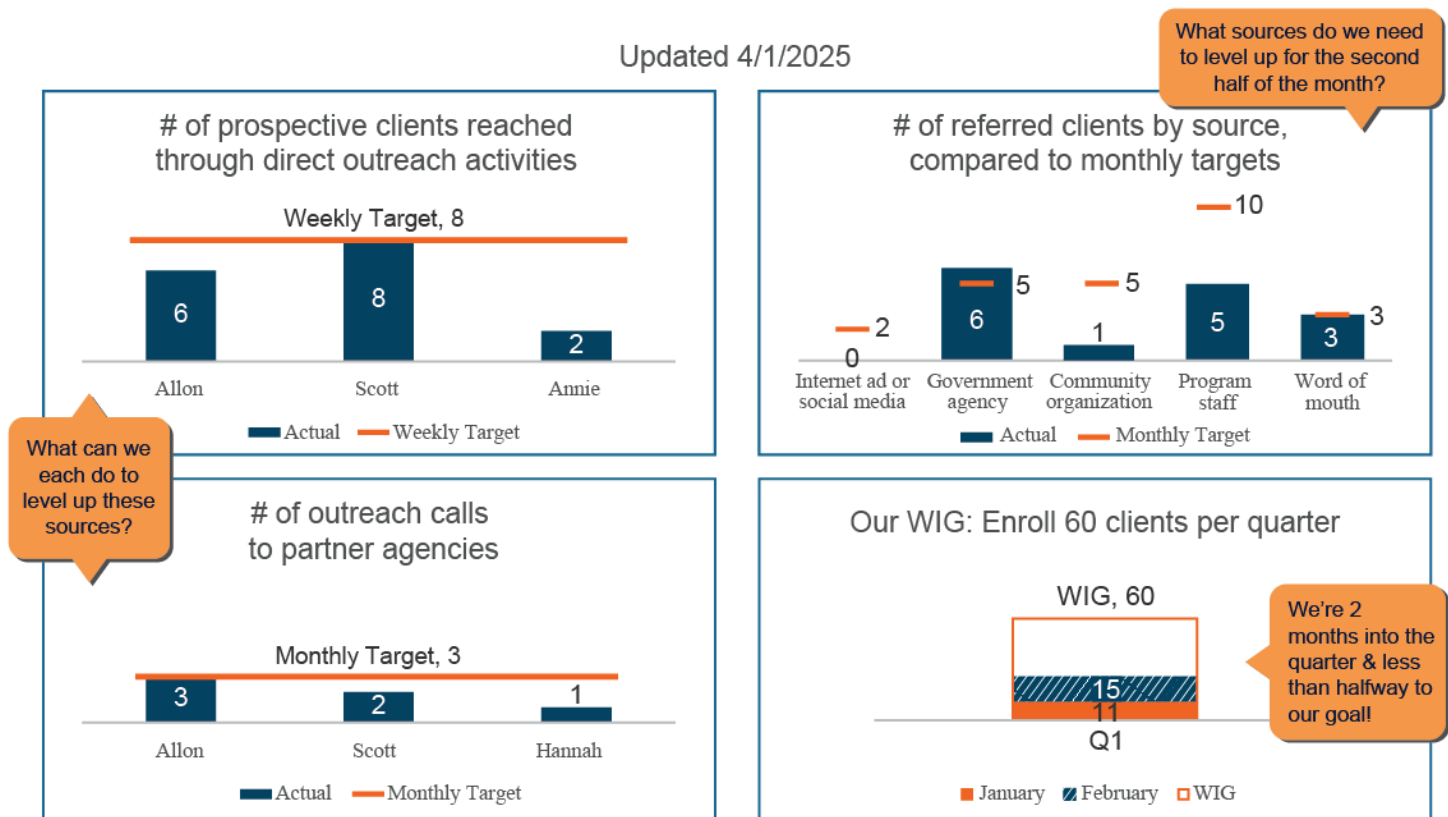 Updated 4/1/2025
What sources do we need
to level up for the second
half of the month?
# of prospective clients reached
through direct outreach activities
Weekly Target, 8
6
8
2
Allon
Scott
Annie
Actual
Weekly Target
# of referred clients by source,
compared to monthly targets
10
2
5
5
3
0
6
1
5
3
Internet ad or
social media
Government
agency
Community
organization
Program
staff
Word of
mouth
Actual
Monthly Target
What can we
each do to
level up these
sources?
# of outreach calls
to partner agencies
Monthly Target, 3
3
2
1
Allon
Scott
Hannah
Actual
Monthly Target
Our WIG: Enroll 60 clients per quarter
WIG, 60
15
11
Q1
January
February
WIG
We're 2
months into the
quarter & less
than halfway to
our goal!